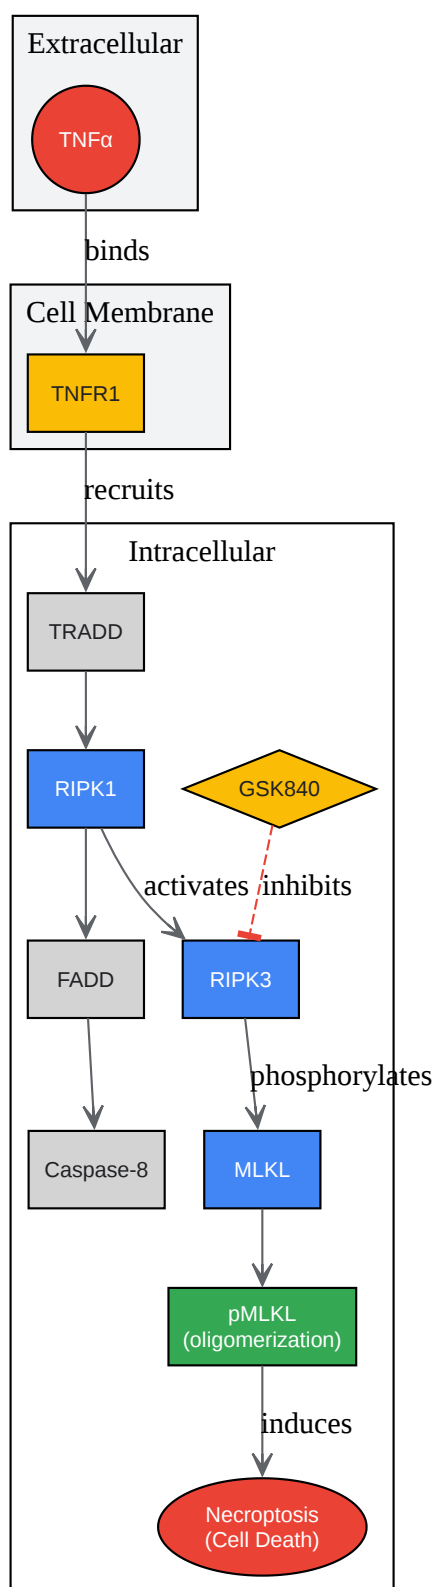 Extracellular
TNFα
binds
Cell Membrane
TNFR1
recruits
Intracellular
TRADD
RIPK1
GSK840
activates
inhibits
FADD
RIPK3
phosphorylates
Caspase-8
MLKL
pMLKL
(oligomerization)
induces
Necroptosis
(Cell Death)